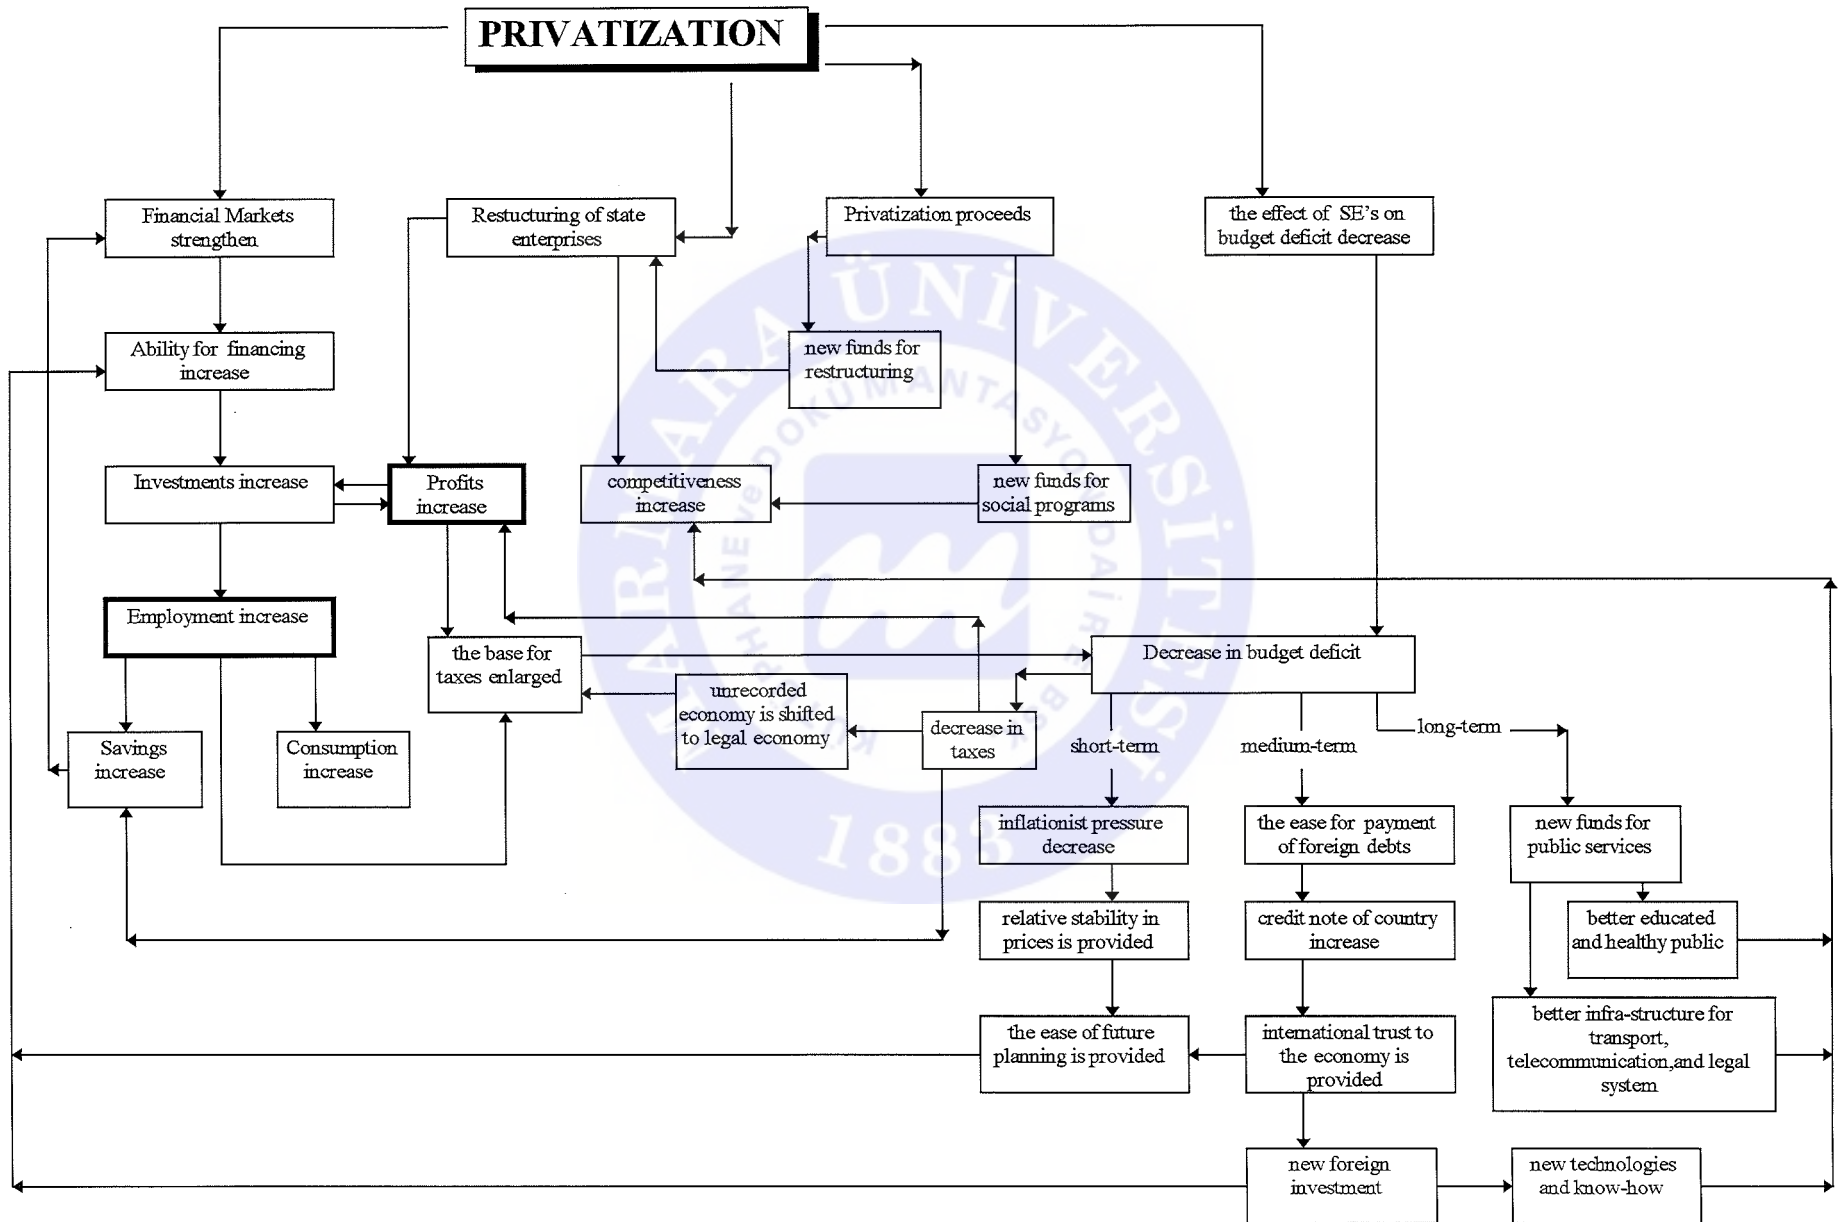 PRIVATIZATION
Financial Markets
strengthen
Restucturing of state
enterprises
Privatization proceeds
the effect of SE's on
budget deficit decrease
Ability for financing
increase
new funds for
restructuring
Investments increase
Profits
increase
competitiveness
increase
new funds for
social programs
Employment increase
the base for
taxes enlarged
unrecorded
economy is shifted
to legal economy
decrease in
taxes
Decrease in budget deficit
short-term
medium-term
long-term
Savings
increase
Consumption
increase
inflationist pressure
decrease
the ease for payment
of foreign debts
new funds for
public services
relative stability in
prices is provided
credit note of country
increase
better educated
and healthy public
the ease of future
planning is provided
international trust to
the economy is
provided
better infra-structure for
transport,
telecommunication,and legal
system
new foreign
investment
new technologies
and know-how
MARMARA ÜNİVERSİTESİ
1883